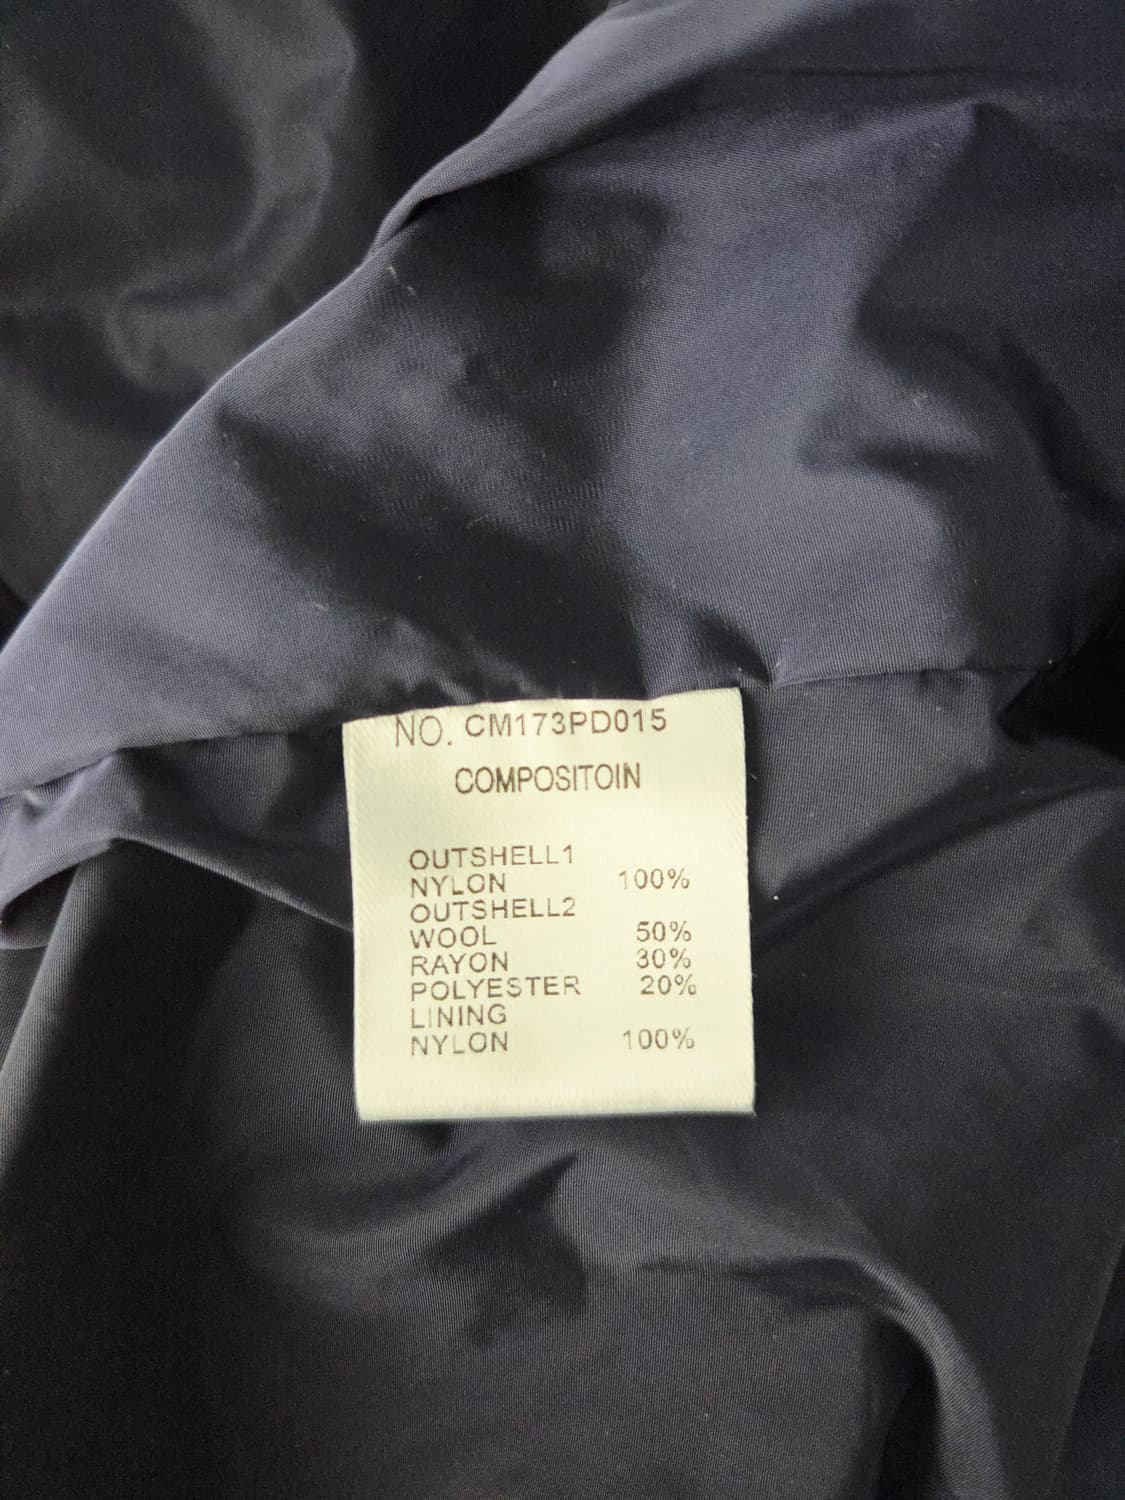 NO. CM173PD015
COMPOSITOIN
OUTSHELL1
NYLON 100%
OUTSHELL2
WOOL 50%
RAYON 30%
POLYESTER 20%
LINING
NYLON 100%